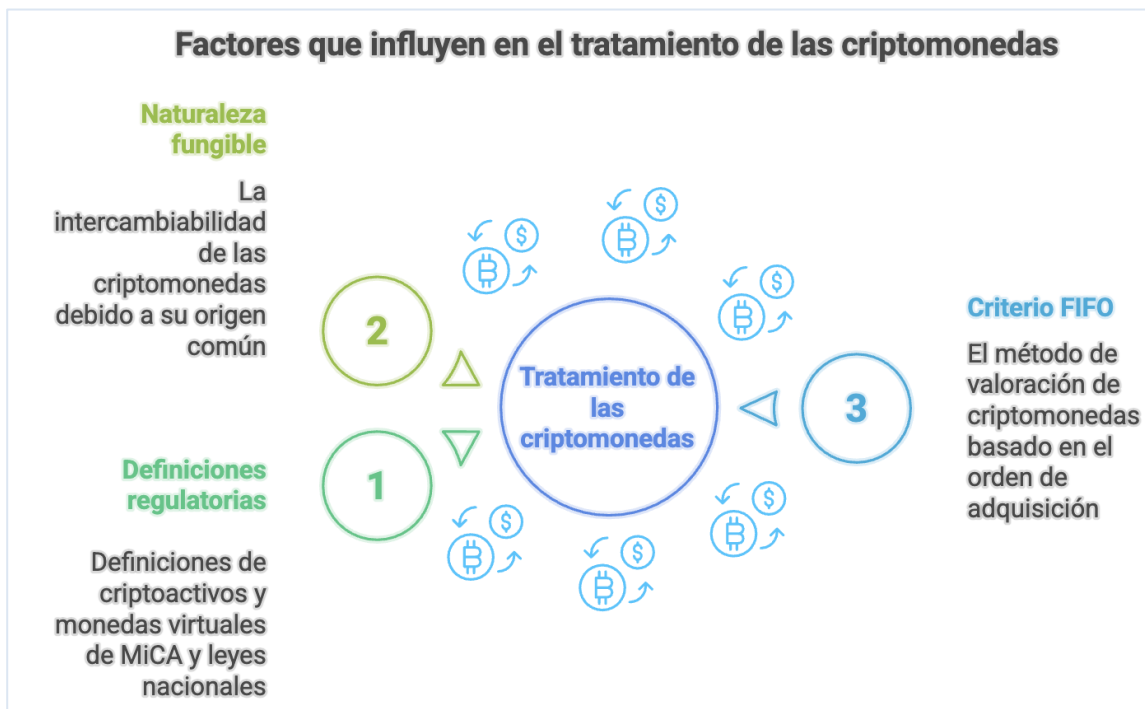 Factores que influyen en el tratamiento de las criptomonedas
Naturaleza
fungible
La
intercambiabilidad
de las
criptomonedas
debido a su origen
común
2
Tratamiento de
las
criptomonedas
3
Criterio FIFO
El método de
valoración de
criptomonedas
basado en el
orden de
adquisición
1
Definiciones
regulatorias
Definiciones de
criptoactivos y
monedas virtuales
de MiCA y leyes
nacionales